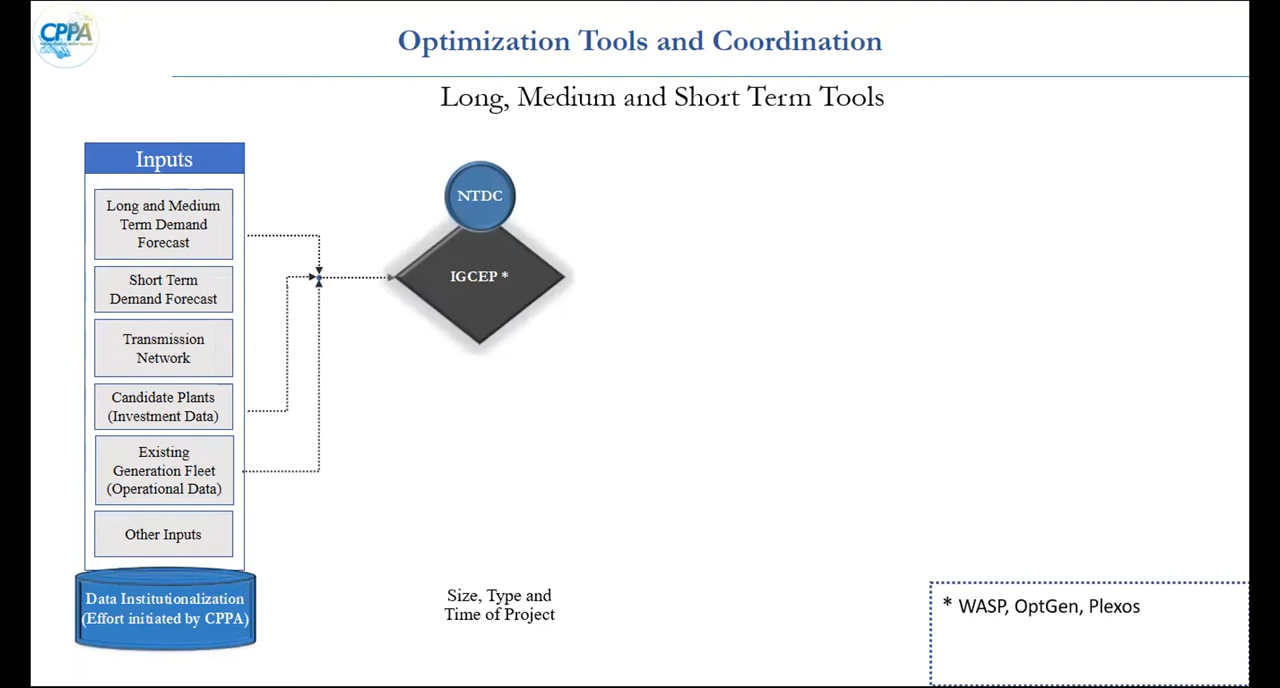 CPPA
Optimization Tools and Coordination
Long, Medium and Short Term Tools
Inputs
Long and Medium
Term Demand
Forecast
Short Term
Demand Forecast
Transmission
Network
Candidate Plants
(Investment Data)
Existing
Generation Fleet
(Operational Data)
Other Inputs
Data Institutionalization
(Effort initiated by CPPA)
NTDC
IGCEP *
Size, Type and
Time of Project
* WASP, OptGen, Plexos